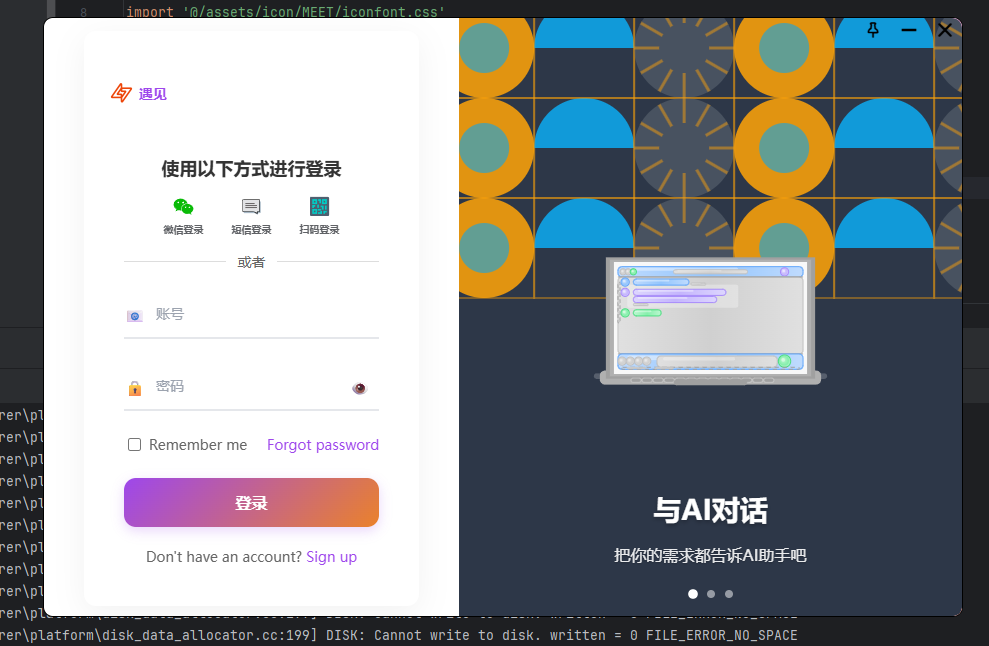 8 import '@/assets/icon/MEET/iconfont.css'
遇见
使用以下方式进行登录
微信登录 短信登录 扫码登录
或者
账号
密码
Remember me Forgot password
登录
Don't have an account? Sign up
与AI对话
把你的需求都告诉AI助手吧
rer\pl
rer\pl
rer\pl
rer\pl
rer\pl
rer\pl
rer\pl
rer\pl
rer\pl
rer\platform\disk_data_allocator.cc:199] DISK: Cannot write to disk. written = 0 FILE_ERROR_NO_SPACE